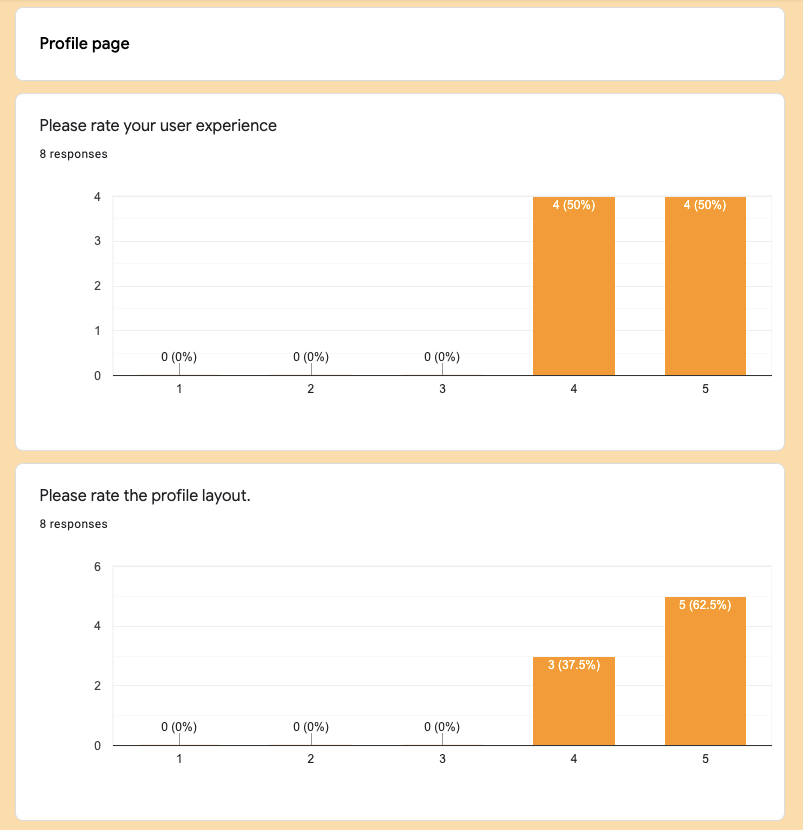 Profile page
Please rate your user experience
8 responses
4
4 (50%) 4 (50%)
3
2
1
0 (0%) 0 (0%) 0 (0%)
0
1 2 3 4 5
Please rate the profile layout.
8 responses
6
5 (62.5%)
4
3 (37.5%)
2
0 (0%) 0 (0%) 0 (0%)
0
1 2 3 4 5